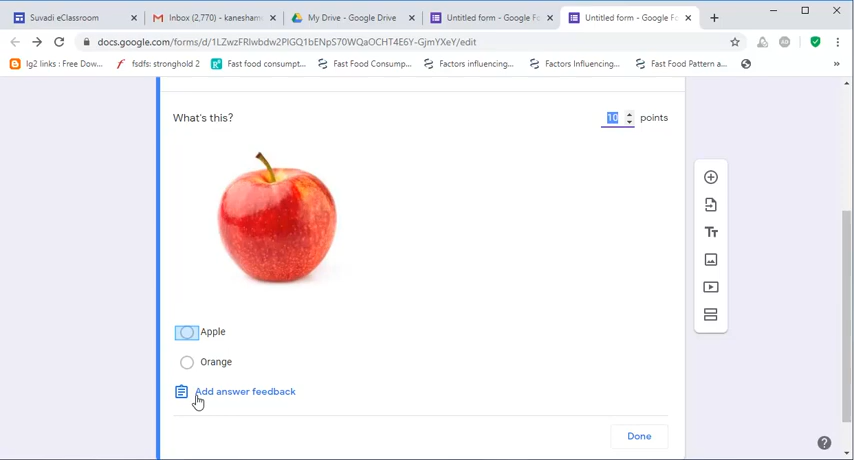 Suvadi eClassroom
Inbox (2,770) - kanesham
My Drive - Google Drive
Untitled form - Google F
Untitled form - Google F
docs.google.com/forms/d/1LZwzFRlwbdw2PIGQ1bENpS70WQaOCHT4E6Y-GjmYXeY/edit
lg2 links : Free Dow...
fsdfs: stronghold 2
Fast food consumpt...
Fast Food Consump...
Factors influencing...
Factors Influencing...
Fast Food Pattern a...
»
What's this?
10 points
Apple
Orange
Add answer feedback
Done